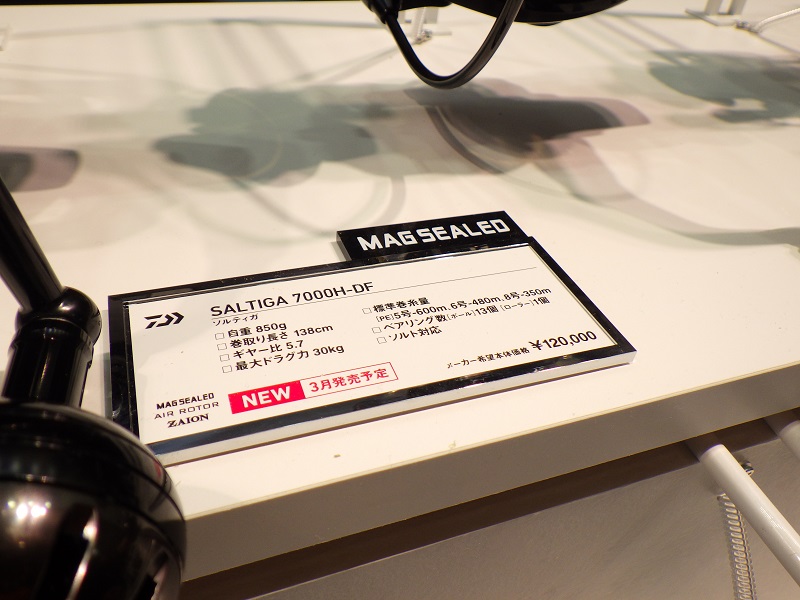 MAGSEALED
SALTIGA 7000H-DF
ソルティガ
□ 自重 850g
□ 巻取り長さ 138cm
□ ギヤー比 5.7
□ 最大ドラグ力 30kg
□ 標準巻糸量
[PE]5号-600m、6号-480m、8号-350m
□ ベアリング数[ボール]13個 [ローラー]1個
□ ソルト対応
メーカー希望本体価格 ¥120,000
NEW 3月発売予定
MAGSEALED
AIR ROTOR
ZAION